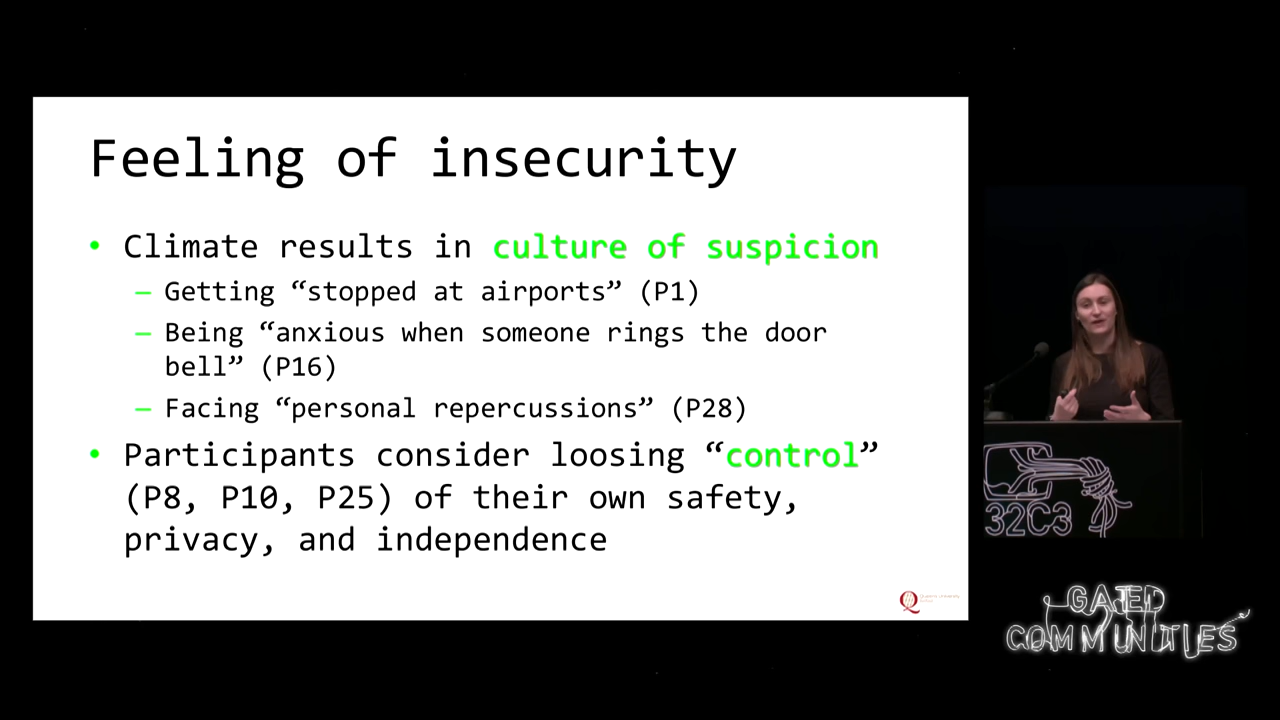 Feeling of insecurity
• Climate results in culture of suspicion
– Getting “stopped at airports” (P1)
– Being “anxious when someone rings the door
bell” (P16)
– Facing “personal repercussions” (P28)
• Participants consider loosing “control”
(P8, P10, P25) of their own safety,
privacy, and independence
32C3
GATED
COMMUNITIES